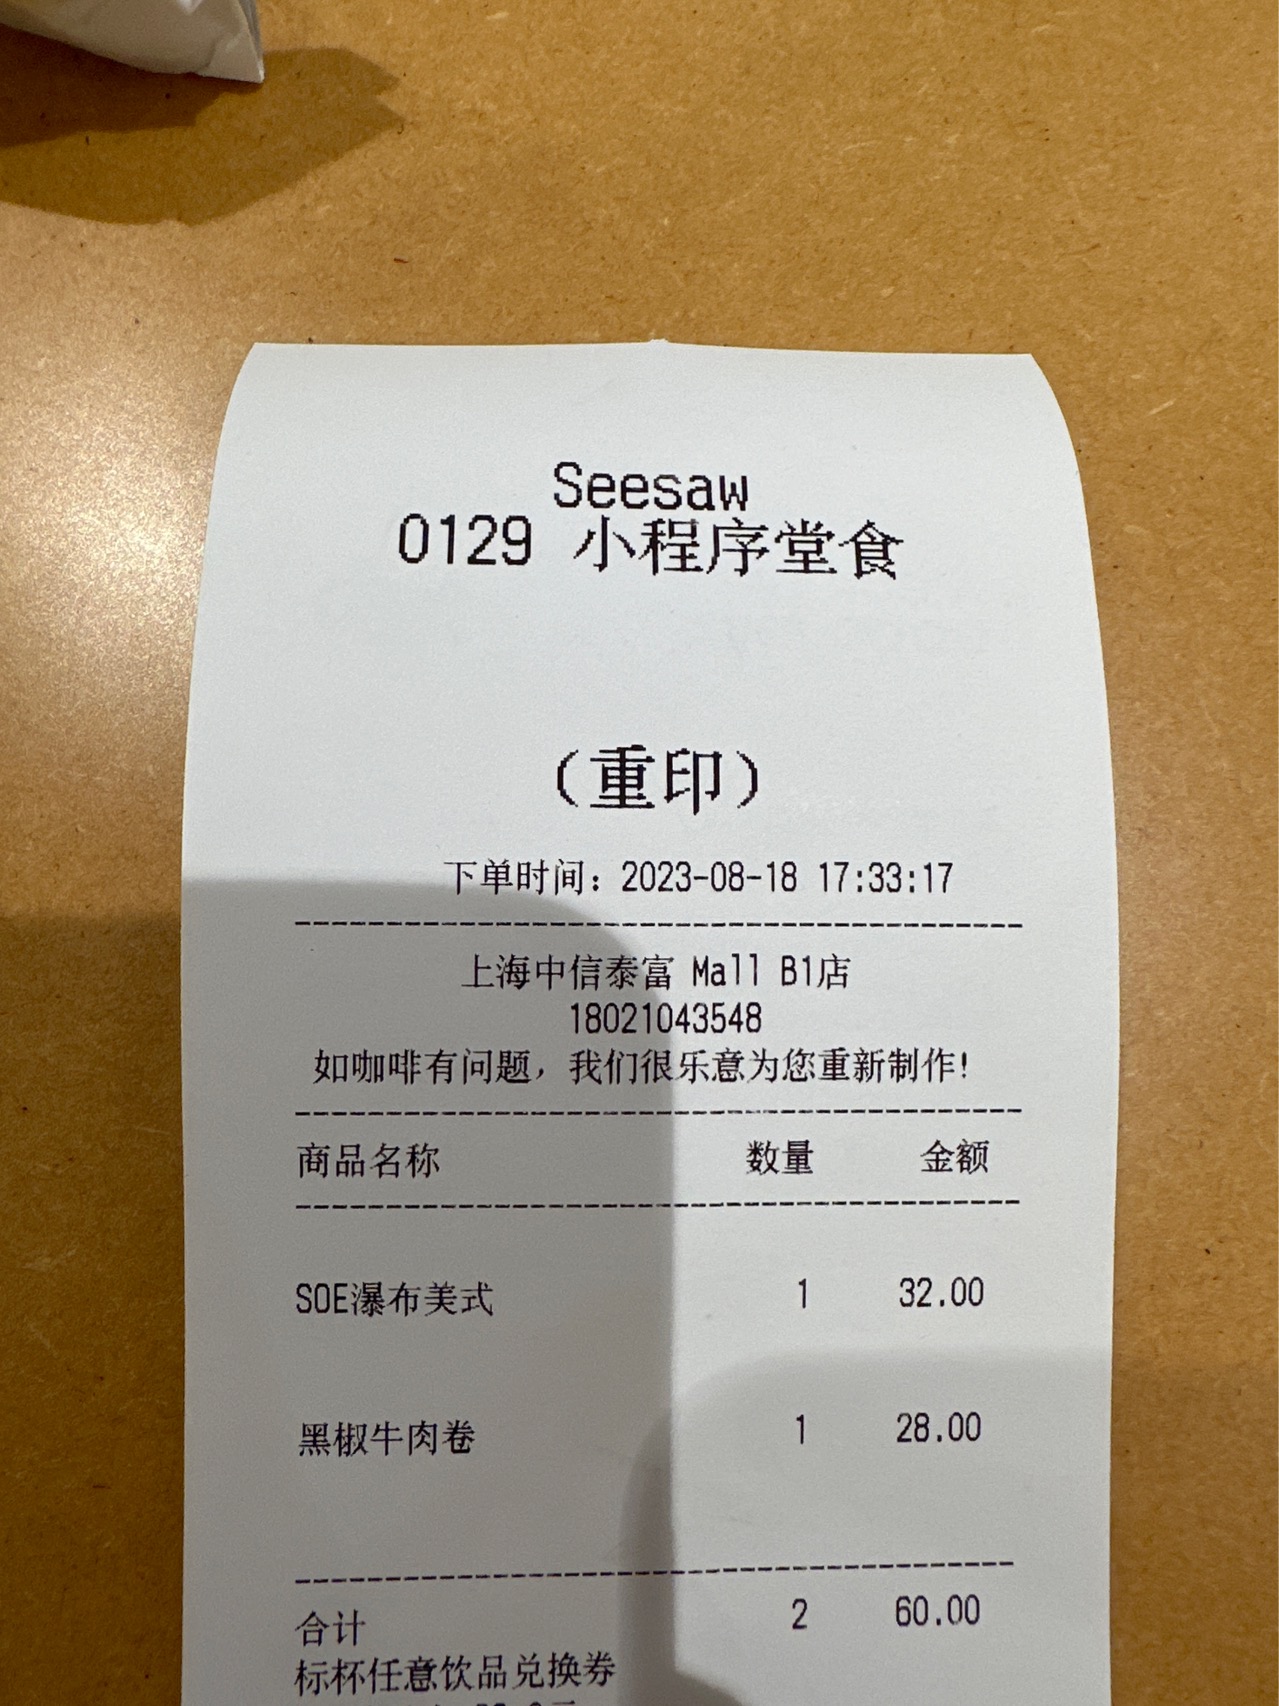 Seesaw
0129 小程序堂食
（重印）
下单时间：2023-08-18 17:33:17
上海中信泰富 Mall B1店
18021043548
如咖啡有问题，我们很乐意为您重新制作!
商品名称 数量 金额
SOE瀑布美式 1 32.00
黑椒牛肉卷 1 28.00
合计 2 60.00
标杯任意饮品兑换券